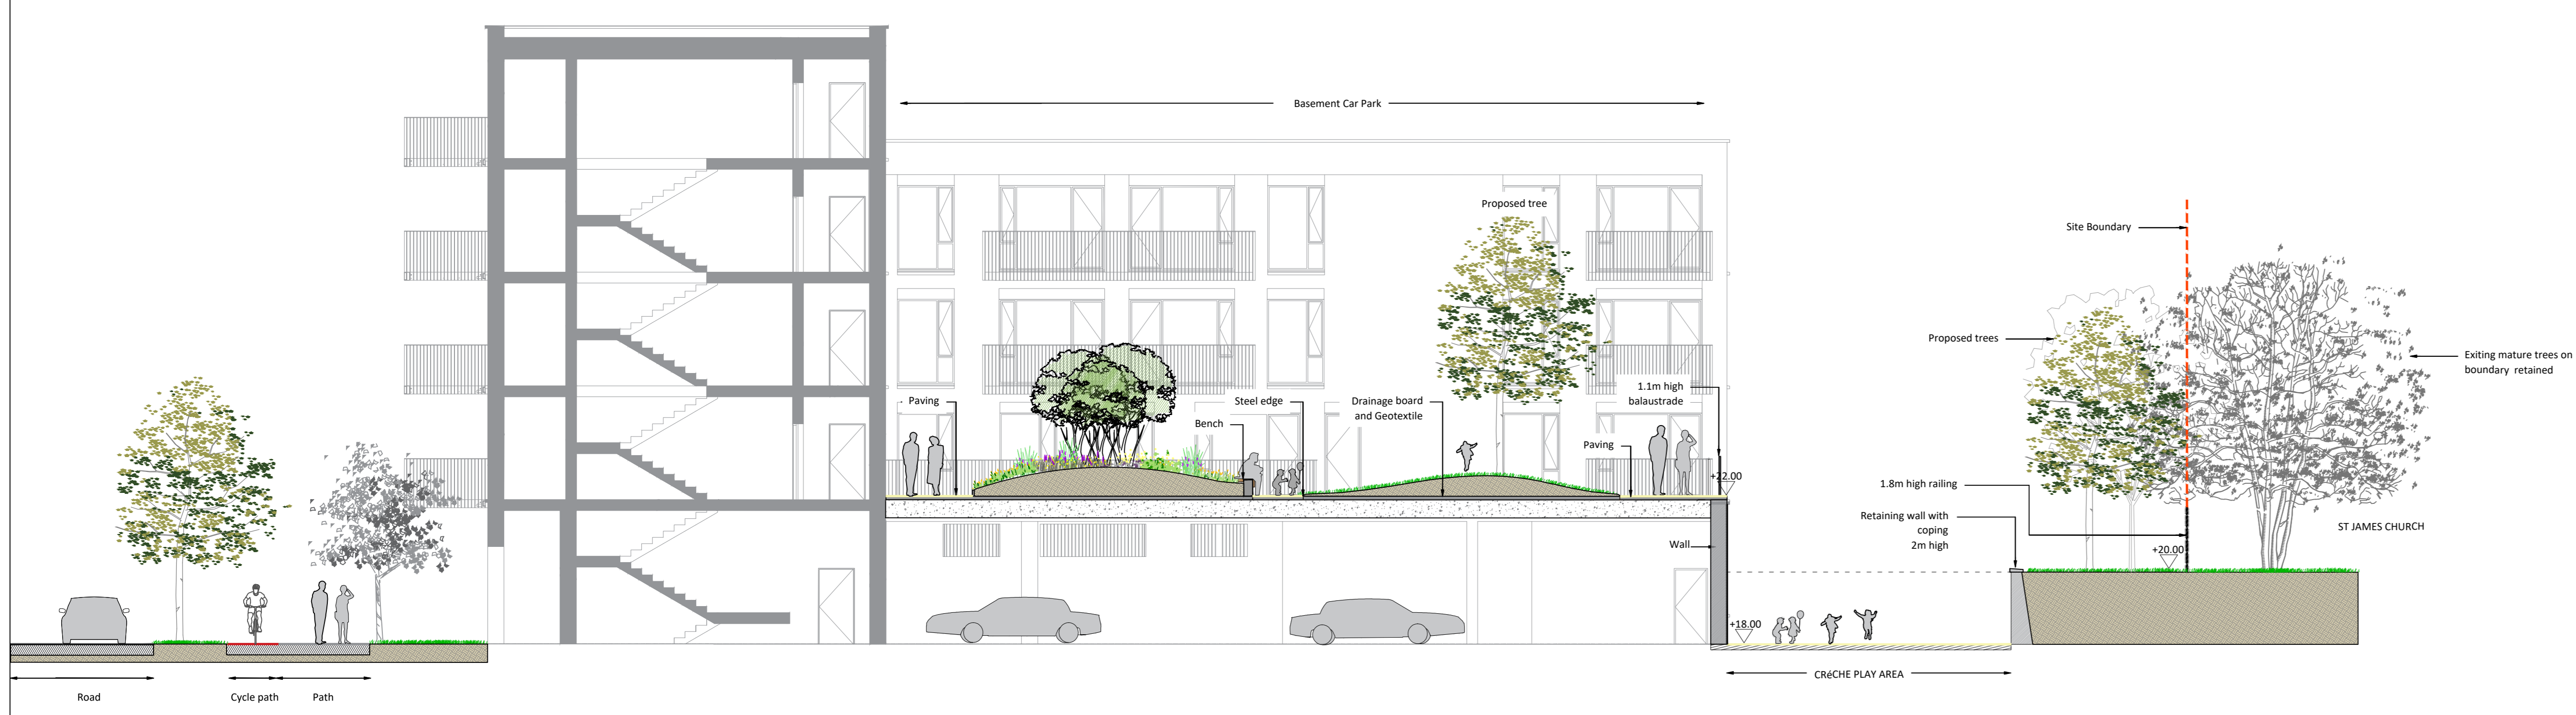 Basement Car Park
Proposed tree
Site Boundary
Proposed trees
Exiting mature trees on
boundary  retained
1.1m high
balaustrade
Paving
Steel edge
Drainage board
and Geotextile
Bench
Paving
+22.00
1.8m high railing
Retaining wall with
coping
2m high
ST JAMES CHURCH
Wall
+20.00
+18.00
CRéCHE PLAY AREA
Road
Cycle path
Path